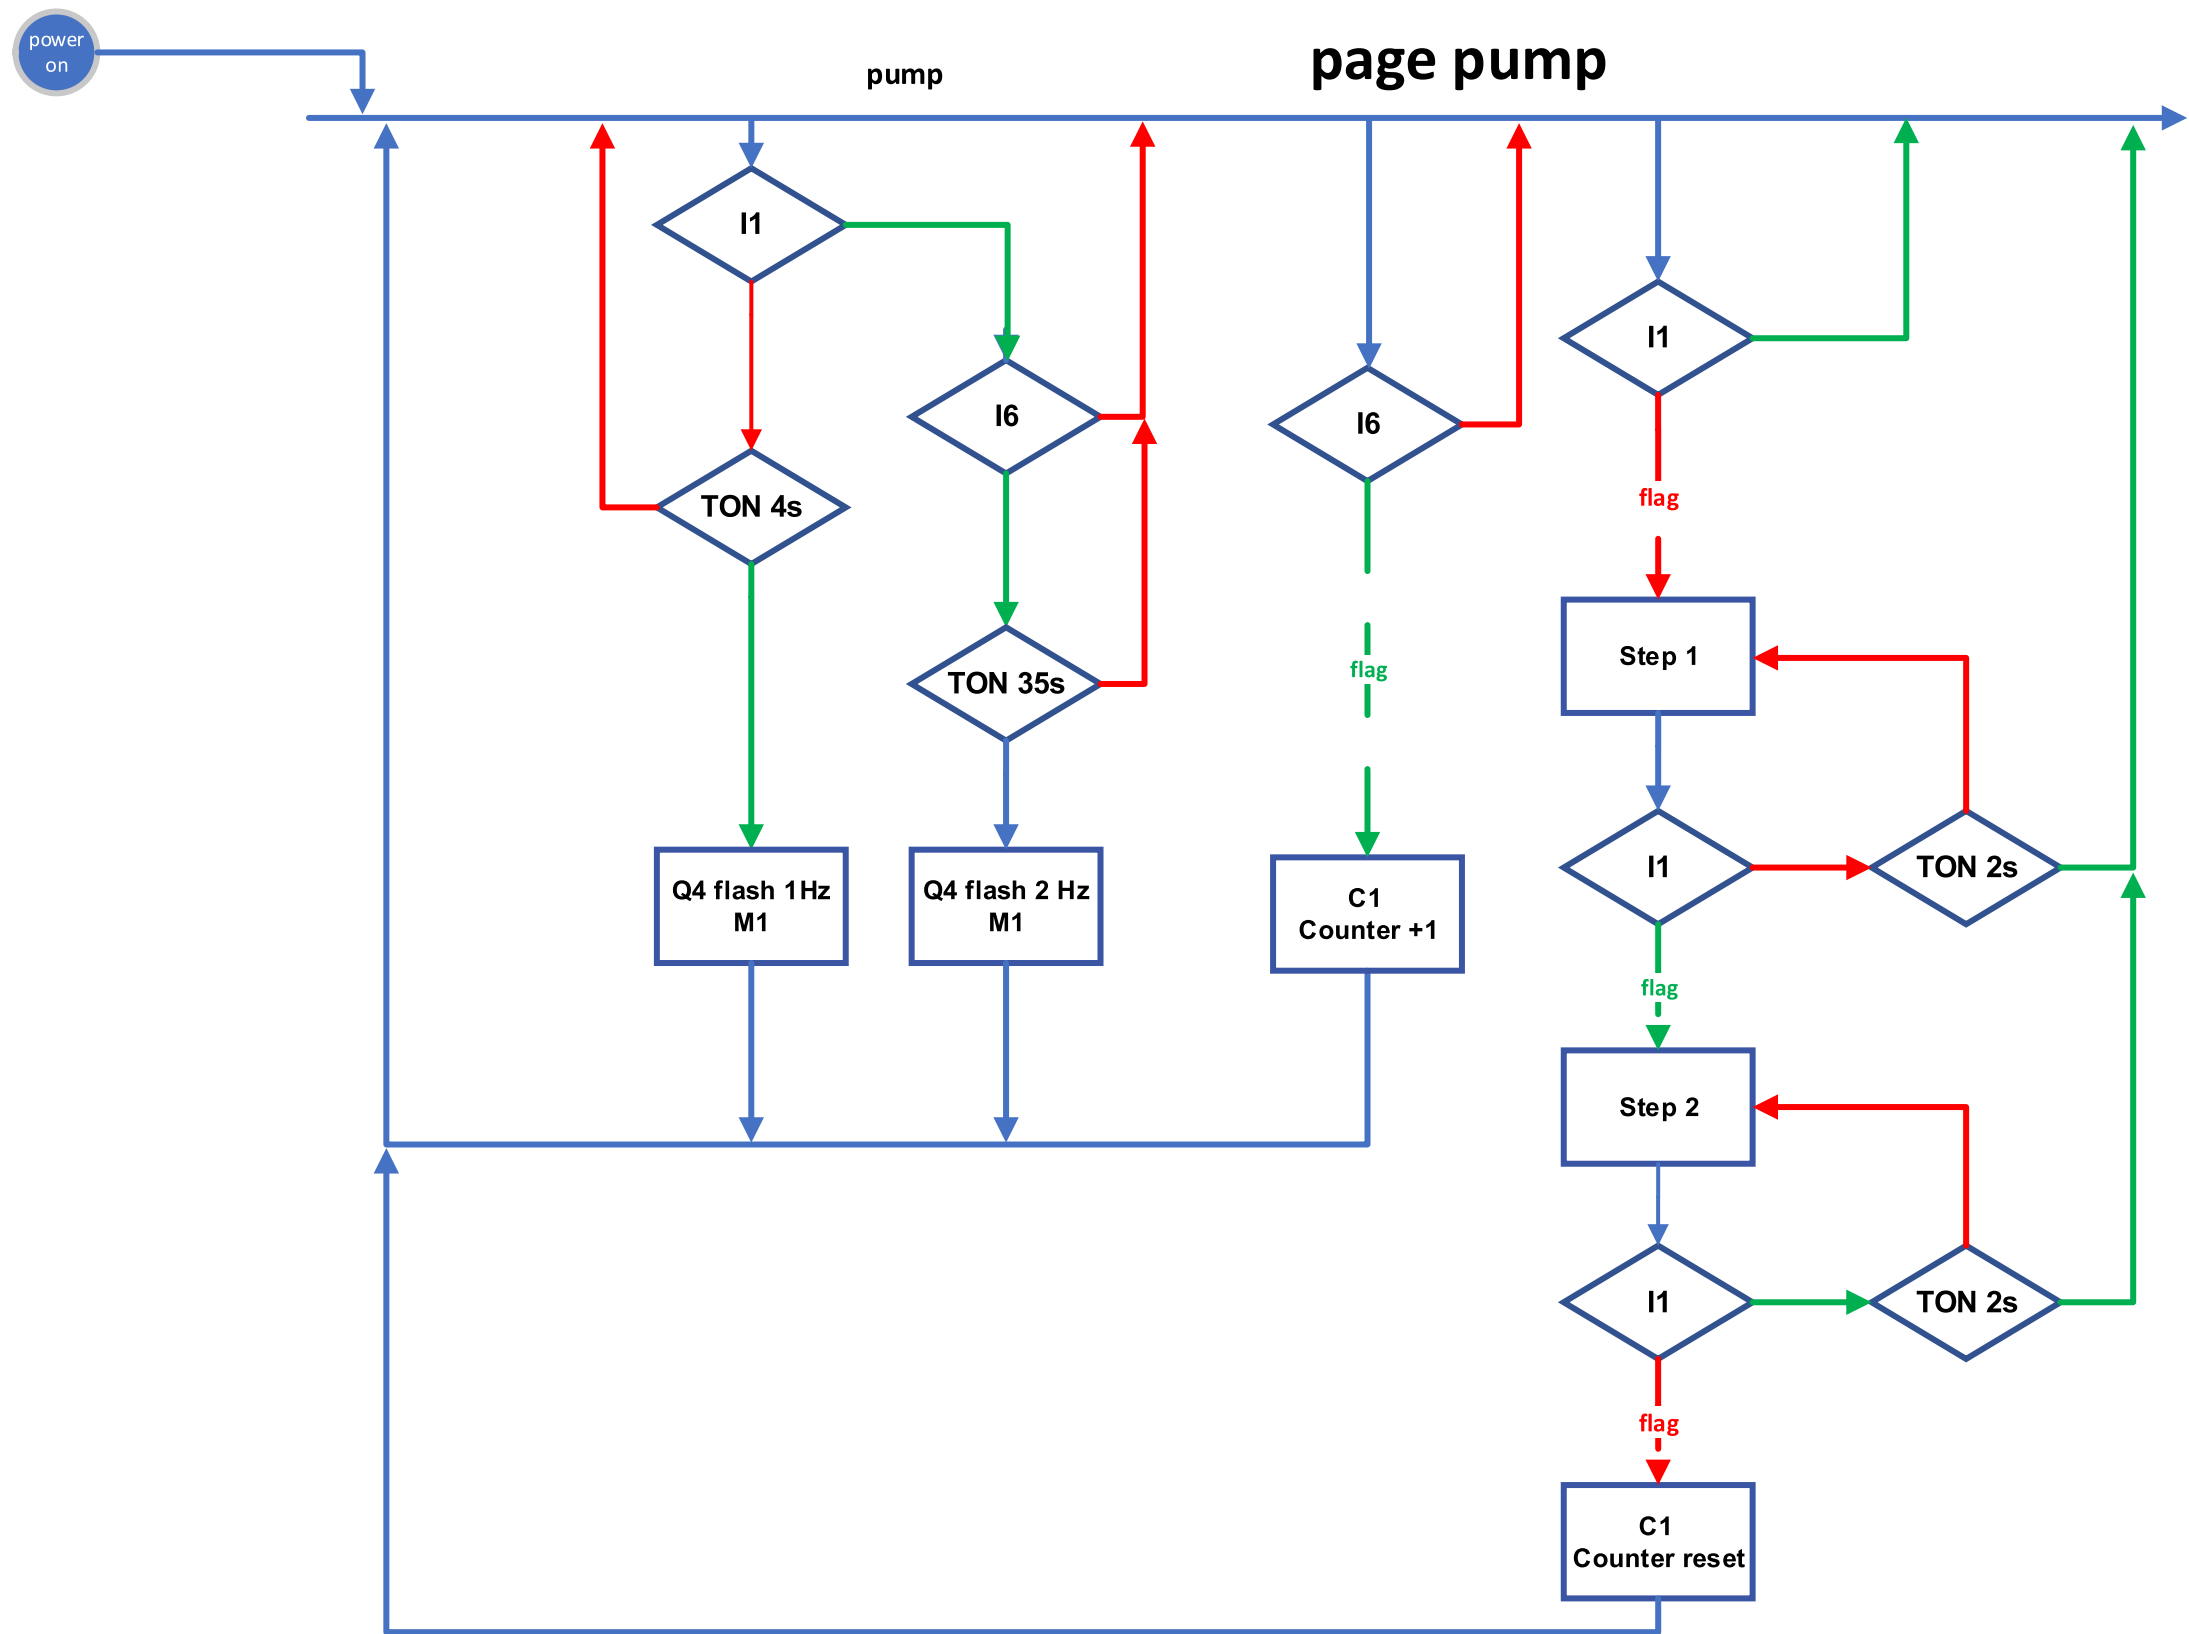 power
on
pump
page pump
I1
I6
TON 4s
TON 35s
Q4 flash 1Hz
M1
Q4 flash 2 Hz
M1
I6
flag
C1
Counter +1
I1
flag
Step 1
I1
TON 2s
flag
Step 2
I1
TON 2s
flag
C1
Counter reset